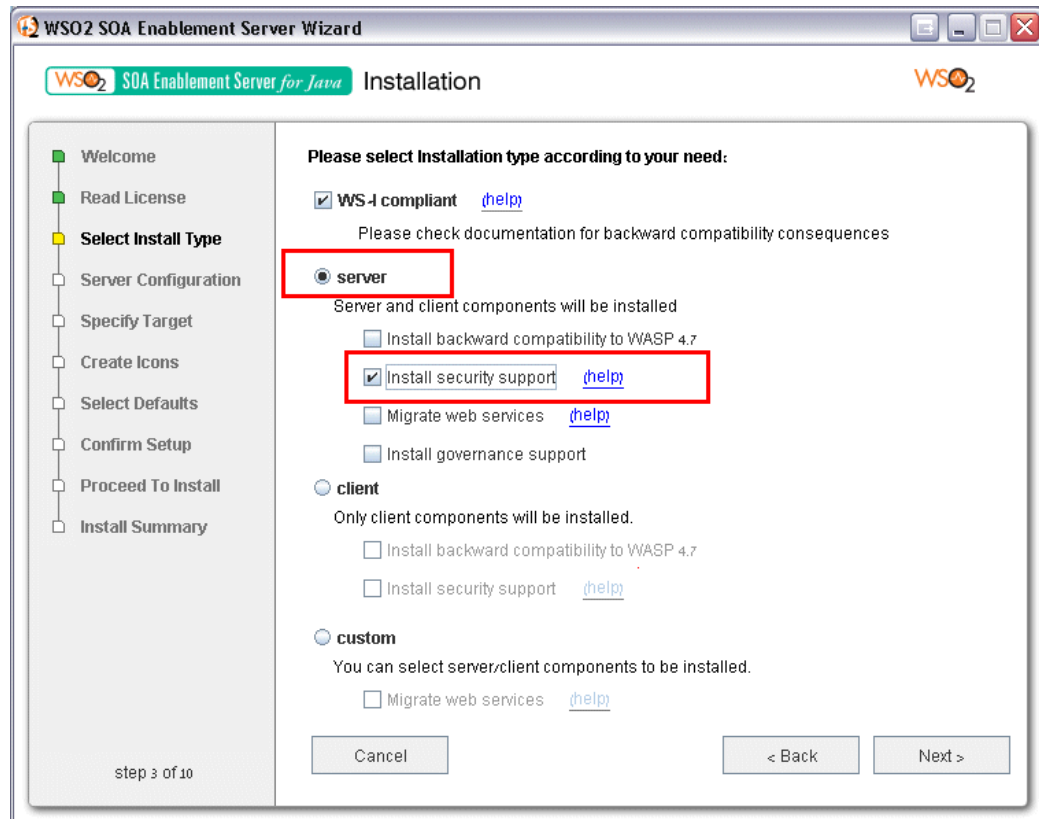 WSO2 SOA Enablement Server Wizard
WSO2 SOA Enablement Server for Java Installation
WSO2
Welcome
Read License
Select Install Type
Server Configuration
Specify Target
Create Icons
Select Defaults
Confirm Setup
Proceed To Install
Install Summary
step 3 of 10
Please select Installation type according to your need:
WS-I compliant (help)
Please check documentation for backward compatibility consequences
server
Server and client components will be installed
Install backward compatibility to WASP 4.7
Install security support (help)
Migrate web services (help)
Install governance support
client
Only client components will be installed.
Install backward compatibility to WASP 4.7
Install security support (help)
custom
You can select server/client components to be installed.
Migrate web services (help)
Cancel < Back Next >